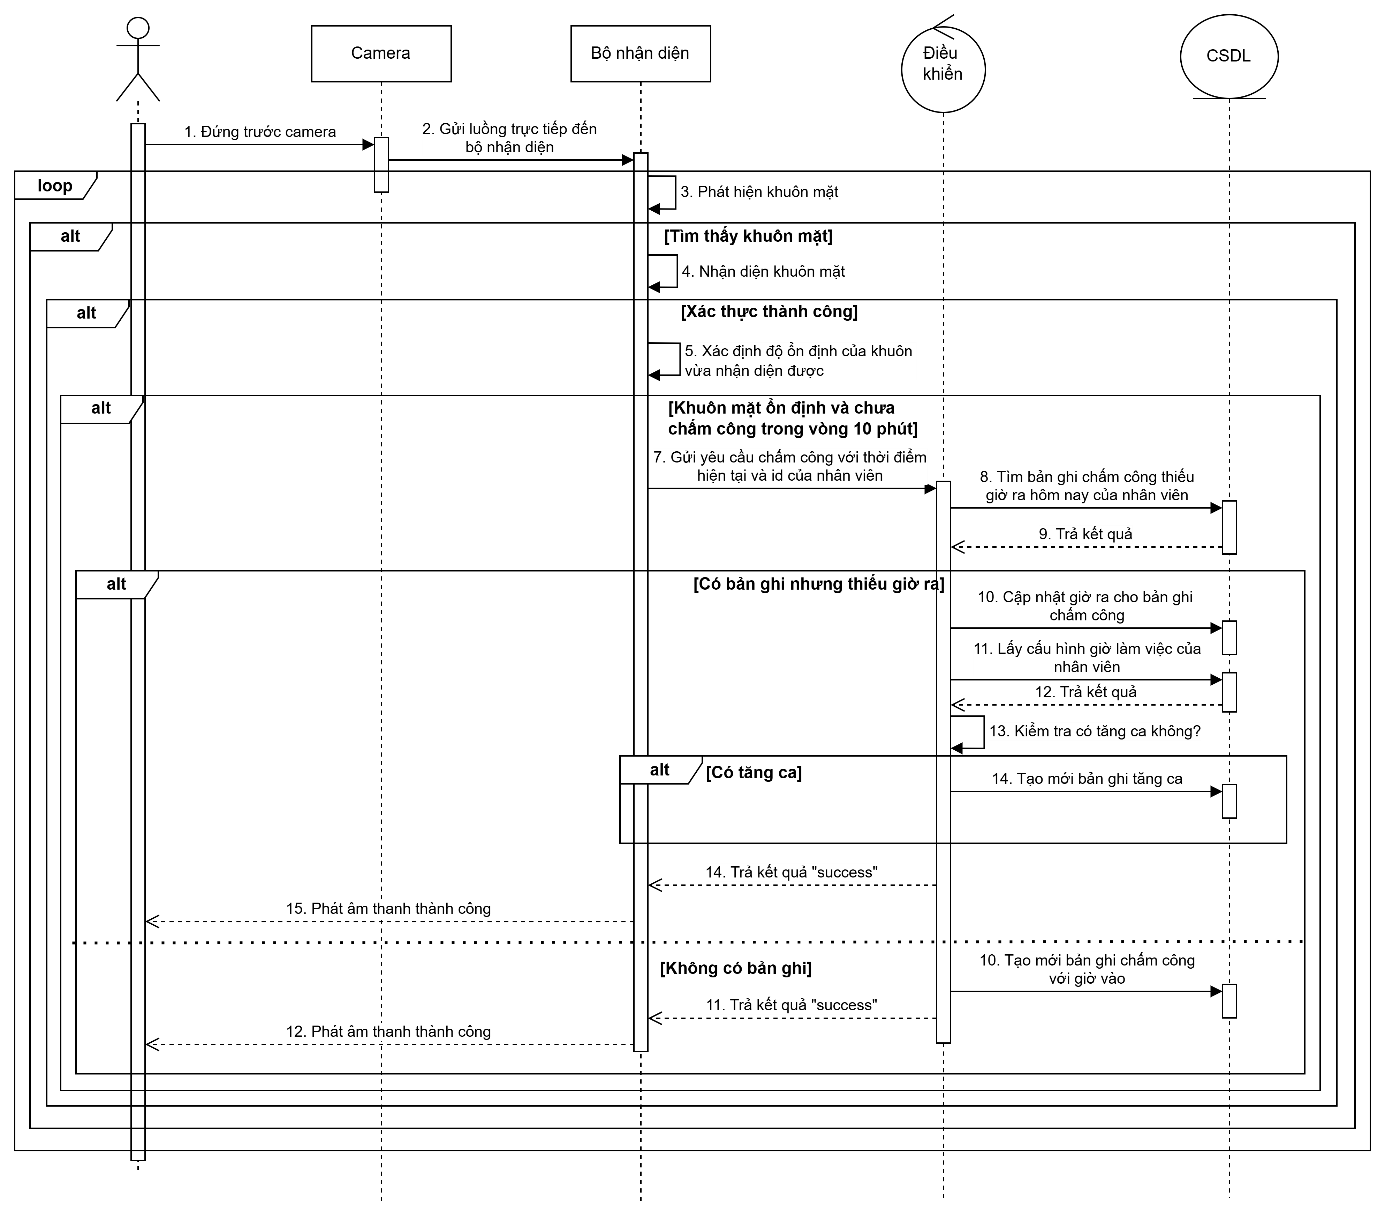 Camera
Bộ nhận diện
Điều
khiển
CSDL
1. Đứng trước camera
2. Gửi luồng trực tiếp đến
bộ nhận diện
loop
3. Phát hiện khuôn mặt
alt
[Tìm thấy khuôn mặt]
4. Nhận diện khuôn mặt
alt
[Xác thực thành công]
5. Xác định độ ổn định của khuôn
vừa nhận diện được
alt
[Khuôn mặt ổn định và chưa
chấm công trong vòng 10 phút]
7. Gửi yêu cầu chấm công với thời điểm
hiện tại và id của nhân viên
8. Tìm bản ghi chấm công thiếu
giờ ra hôm nay của nhân viên
9. Trả kết quả
alt
[Có bản ghi nhưng thiếu giờ ra]
10. Cập nhật giờ ra cho bản ghi
chấm công
11. Lấy cấu hình giờ làm việc của
nhân viên
12. Trả kết quả
13. Kiểm tra có tăng ca không?
alt
[Có tăng ca]
14. Tạo mới bản ghi tăng ca
14. Trả kết quả "success"
15. Phát âm thanh thành công
[Không có bản ghi]
10. Tạo mới bản ghi chấm công
với giờ vào
11. Trả kết quả "success"
12. Phát âm thanh thành công